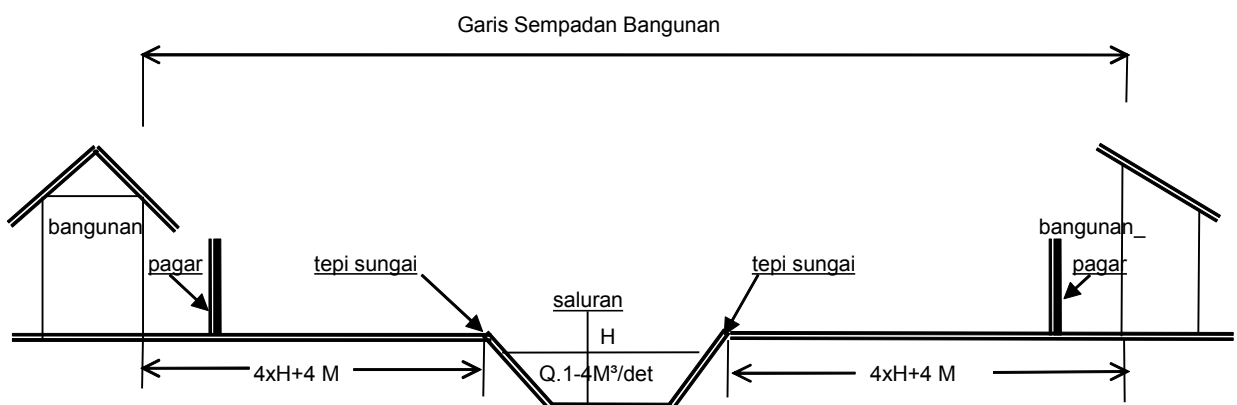 Garis Sempadan Bangunan
bangunan
bangunan_
pagar
tepi sungai
tepi sungai
pagar
saluran
H
4xH+4 M
Q.1-4M³/det
4xH+4 M